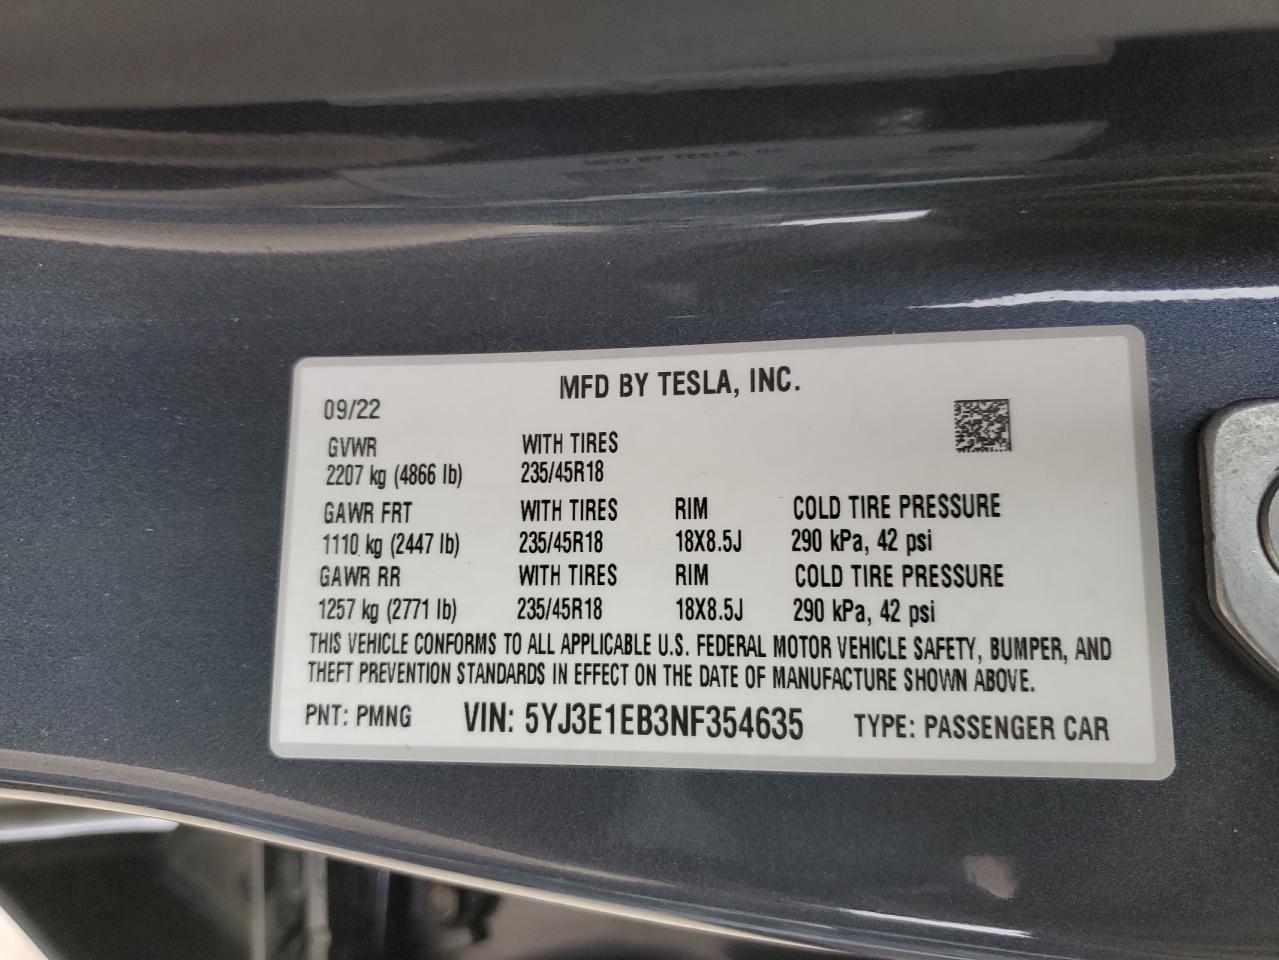 MFD BY TESLA, INC.
09/22
GVWR WITH TIRES
2207 kg (4866 lb) 235/45R18
GAWR FRT WITH TIRES RIM COLD TIRE PRESSURE
1110 kg (2447 lb) 235/45R18 18X8.5J 290 kPa, 42 psi
GAWR RR WITH TIRES RIM COLD TIRE PRESSURE
1257 kg (2771 lb) 235/45R18 18X8.5J 290 kPa, 42 psi
THIS VEHICLE CONFORMS TO ALL APPLICABLE U.S. FEDERAL MOTOR VEHICLE SAFETY, BUMPER, AND
THEFT PREVENTION STANDARDS IN EFFECT ON THE DATE OF MANUFACTURE SHOWN ABOVE.
PNT: PMNG VIN: 5YJ3E1EB3NF354635 TYPE: PASSENGER CAR